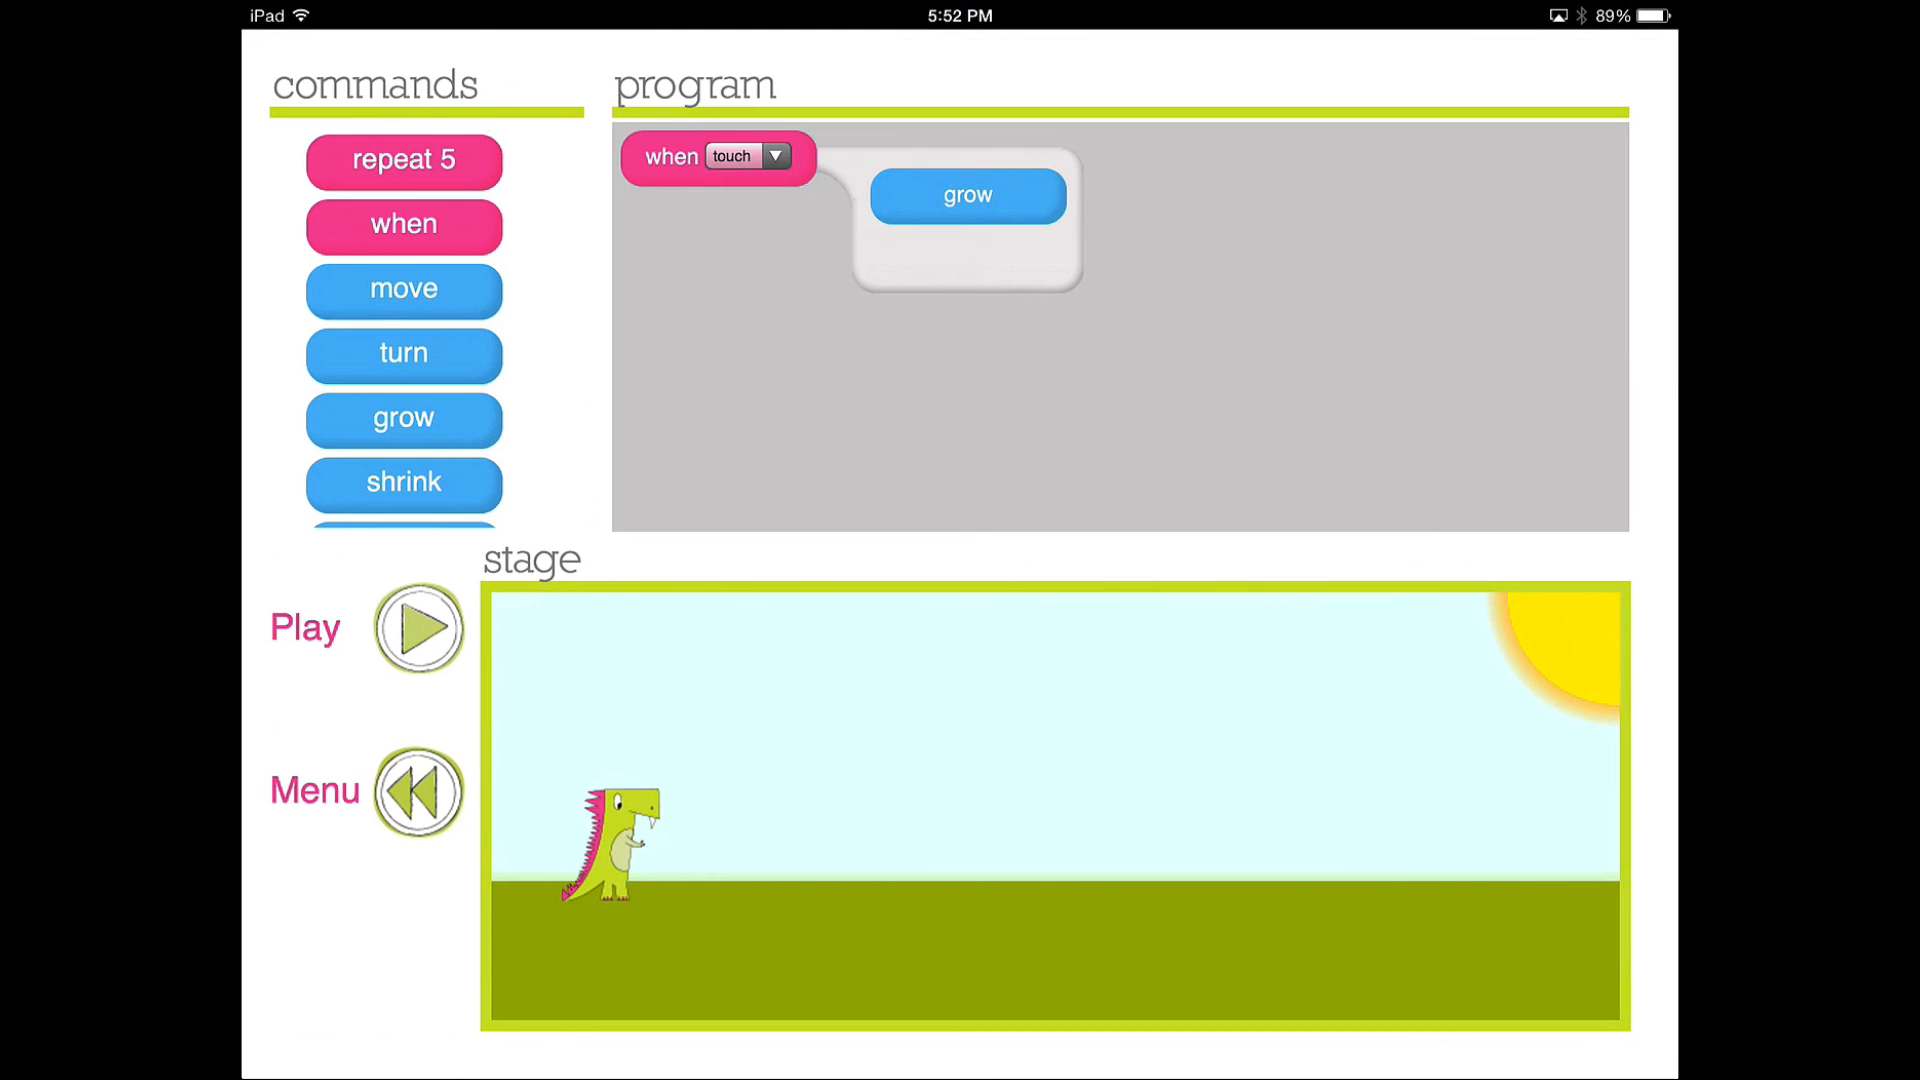 iPad 5:52 PM 89%
commands
program
repeat 5
when
move
turn
grow
shrink
when touch
grow
stage
Play
Menu